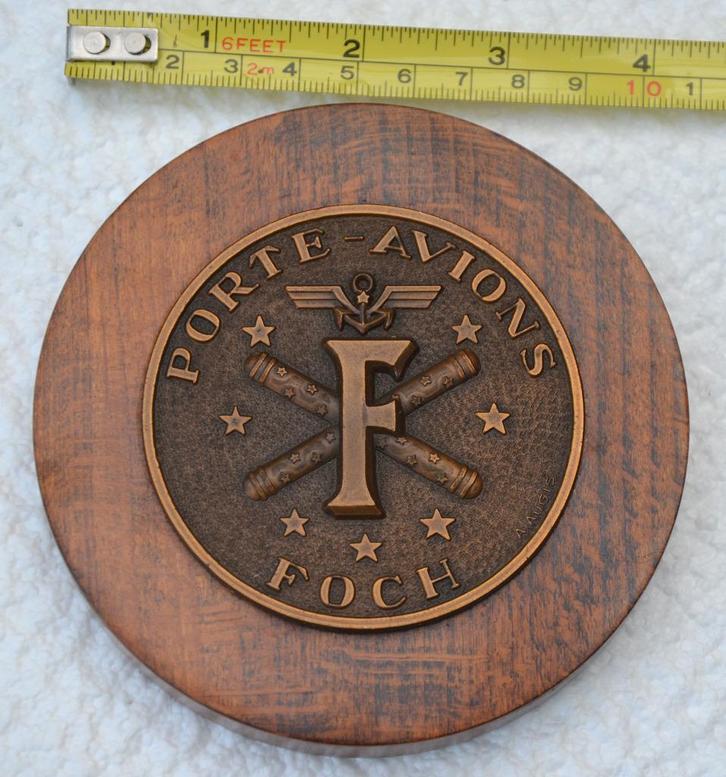 1 6FEET 2 3 4
2 3 2m 4 5 6 7 8 9 10 1
PORTE-AVIONS
F
FOCH